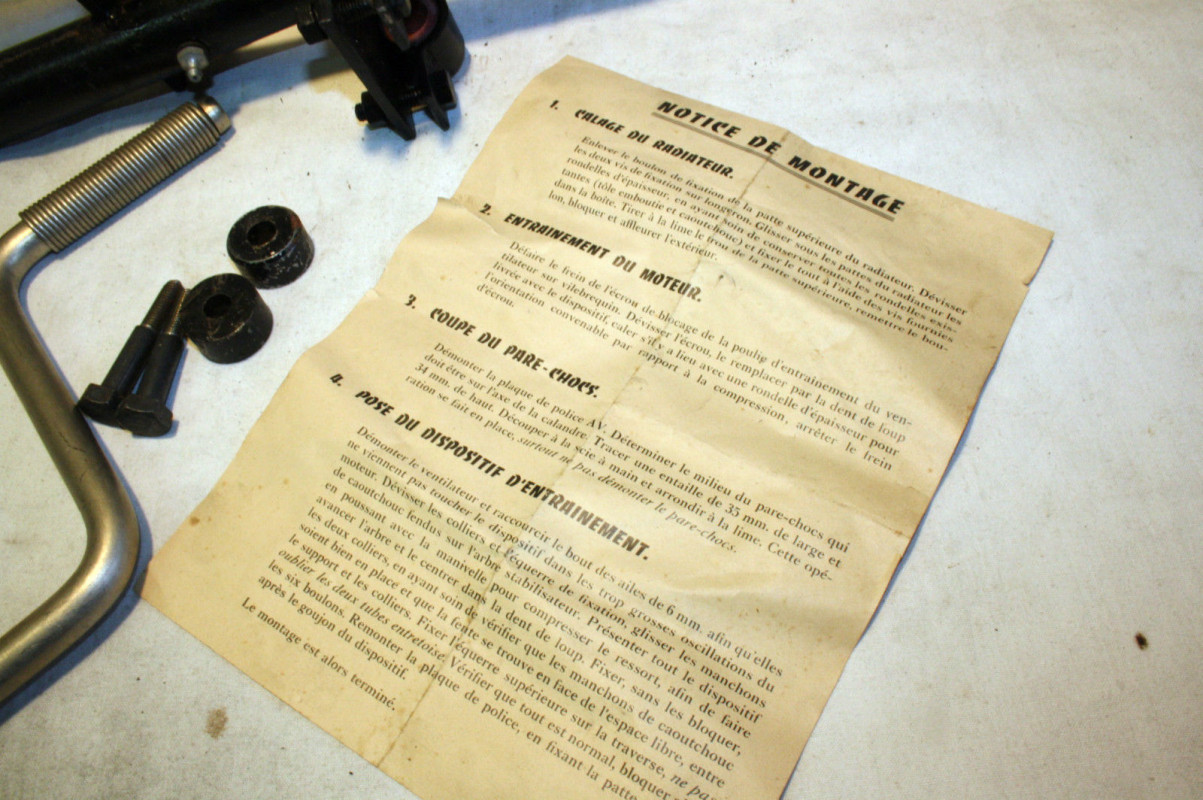 NOTICE DE MONTAGE
1. CALAGE DU RADIATEUR.
Enlever le boulon de fixation de la patte supérieure du radiateur. Dévisser
les deux vis de fixation sur longeron. Glisser sous les pattes du radiateur les
rondelles d'épaisseur, en ayant soin de conserver toutes les rondelles exis-
tantes (tôle emboutie et caoutchouc) et fixer le tout à l'aide des vis fournies
dans la boîte. Tirer à la lime le trou de la patte supérieure, remettre le bou-
lon, bloquer et affleurer l'extérieur.
2. ENTRAINEMENT DU MOTEUR.
Défaire le frein de l'écrou de blocage de la poulie d'entrainement du ven-
tilateur sur vilebrequin. Dévisser l'écrou, le remplacer par la dent de loup
livrée avec le dispositif, caler s'il y a lieu avec une rondelle d'épaisseur pour
l'orientation convenable par rapport à la compression, arrêter le frein
d'écrou.
3. COUPE DU PARE-CHOCS.
Démonter la plaque de police AV. Déterminer le milieu du pare-chocs qui
doit être sur l'axe de la calandre. Tracer une entaille de 35 mm. de large et
34 mm. de haut. Découper à la scie à main et arrondir à la lime. Cette opé-
ration se fait en place, surtout ne pas démonter le pare-chocs.
4. POSE DU DISPOSITIF D'ENTRAINEMENT.
Démonter le ventilateur et raccourcir le bout des ailes de 6 mm. afin qu'elles
ne viennent pas toucher le dispositif dans les trop grosses oscillations du
moteur. Dévisser les colliers et l'équerre de fixation, glisser les manchons
de caoutchouc fendus sur l'arbre stabilisateur. Présenter tout le dispositif
en poussant avec la manivelle pour compresser le ressort, afin de faire
avancer l'arbre et le centrer dans la dent de loup. Fixer, sans les bloquer,
les deux colliers, en ayant soin de vérifier que les manchons de caoutchouc
soient bien en place et que la fente se trouve en face de l'espace libre, entre
le support et les colliers. Fixer l'équerre supérieure sur la traverse, ne pas
oublier les deux tubes entretoise. Vérifier que tout est normal, bloquer
les six boulons. Remonter la plaque de police, en fixant la patte
après le goujon du dispositif.
Le montage est alors terminé.